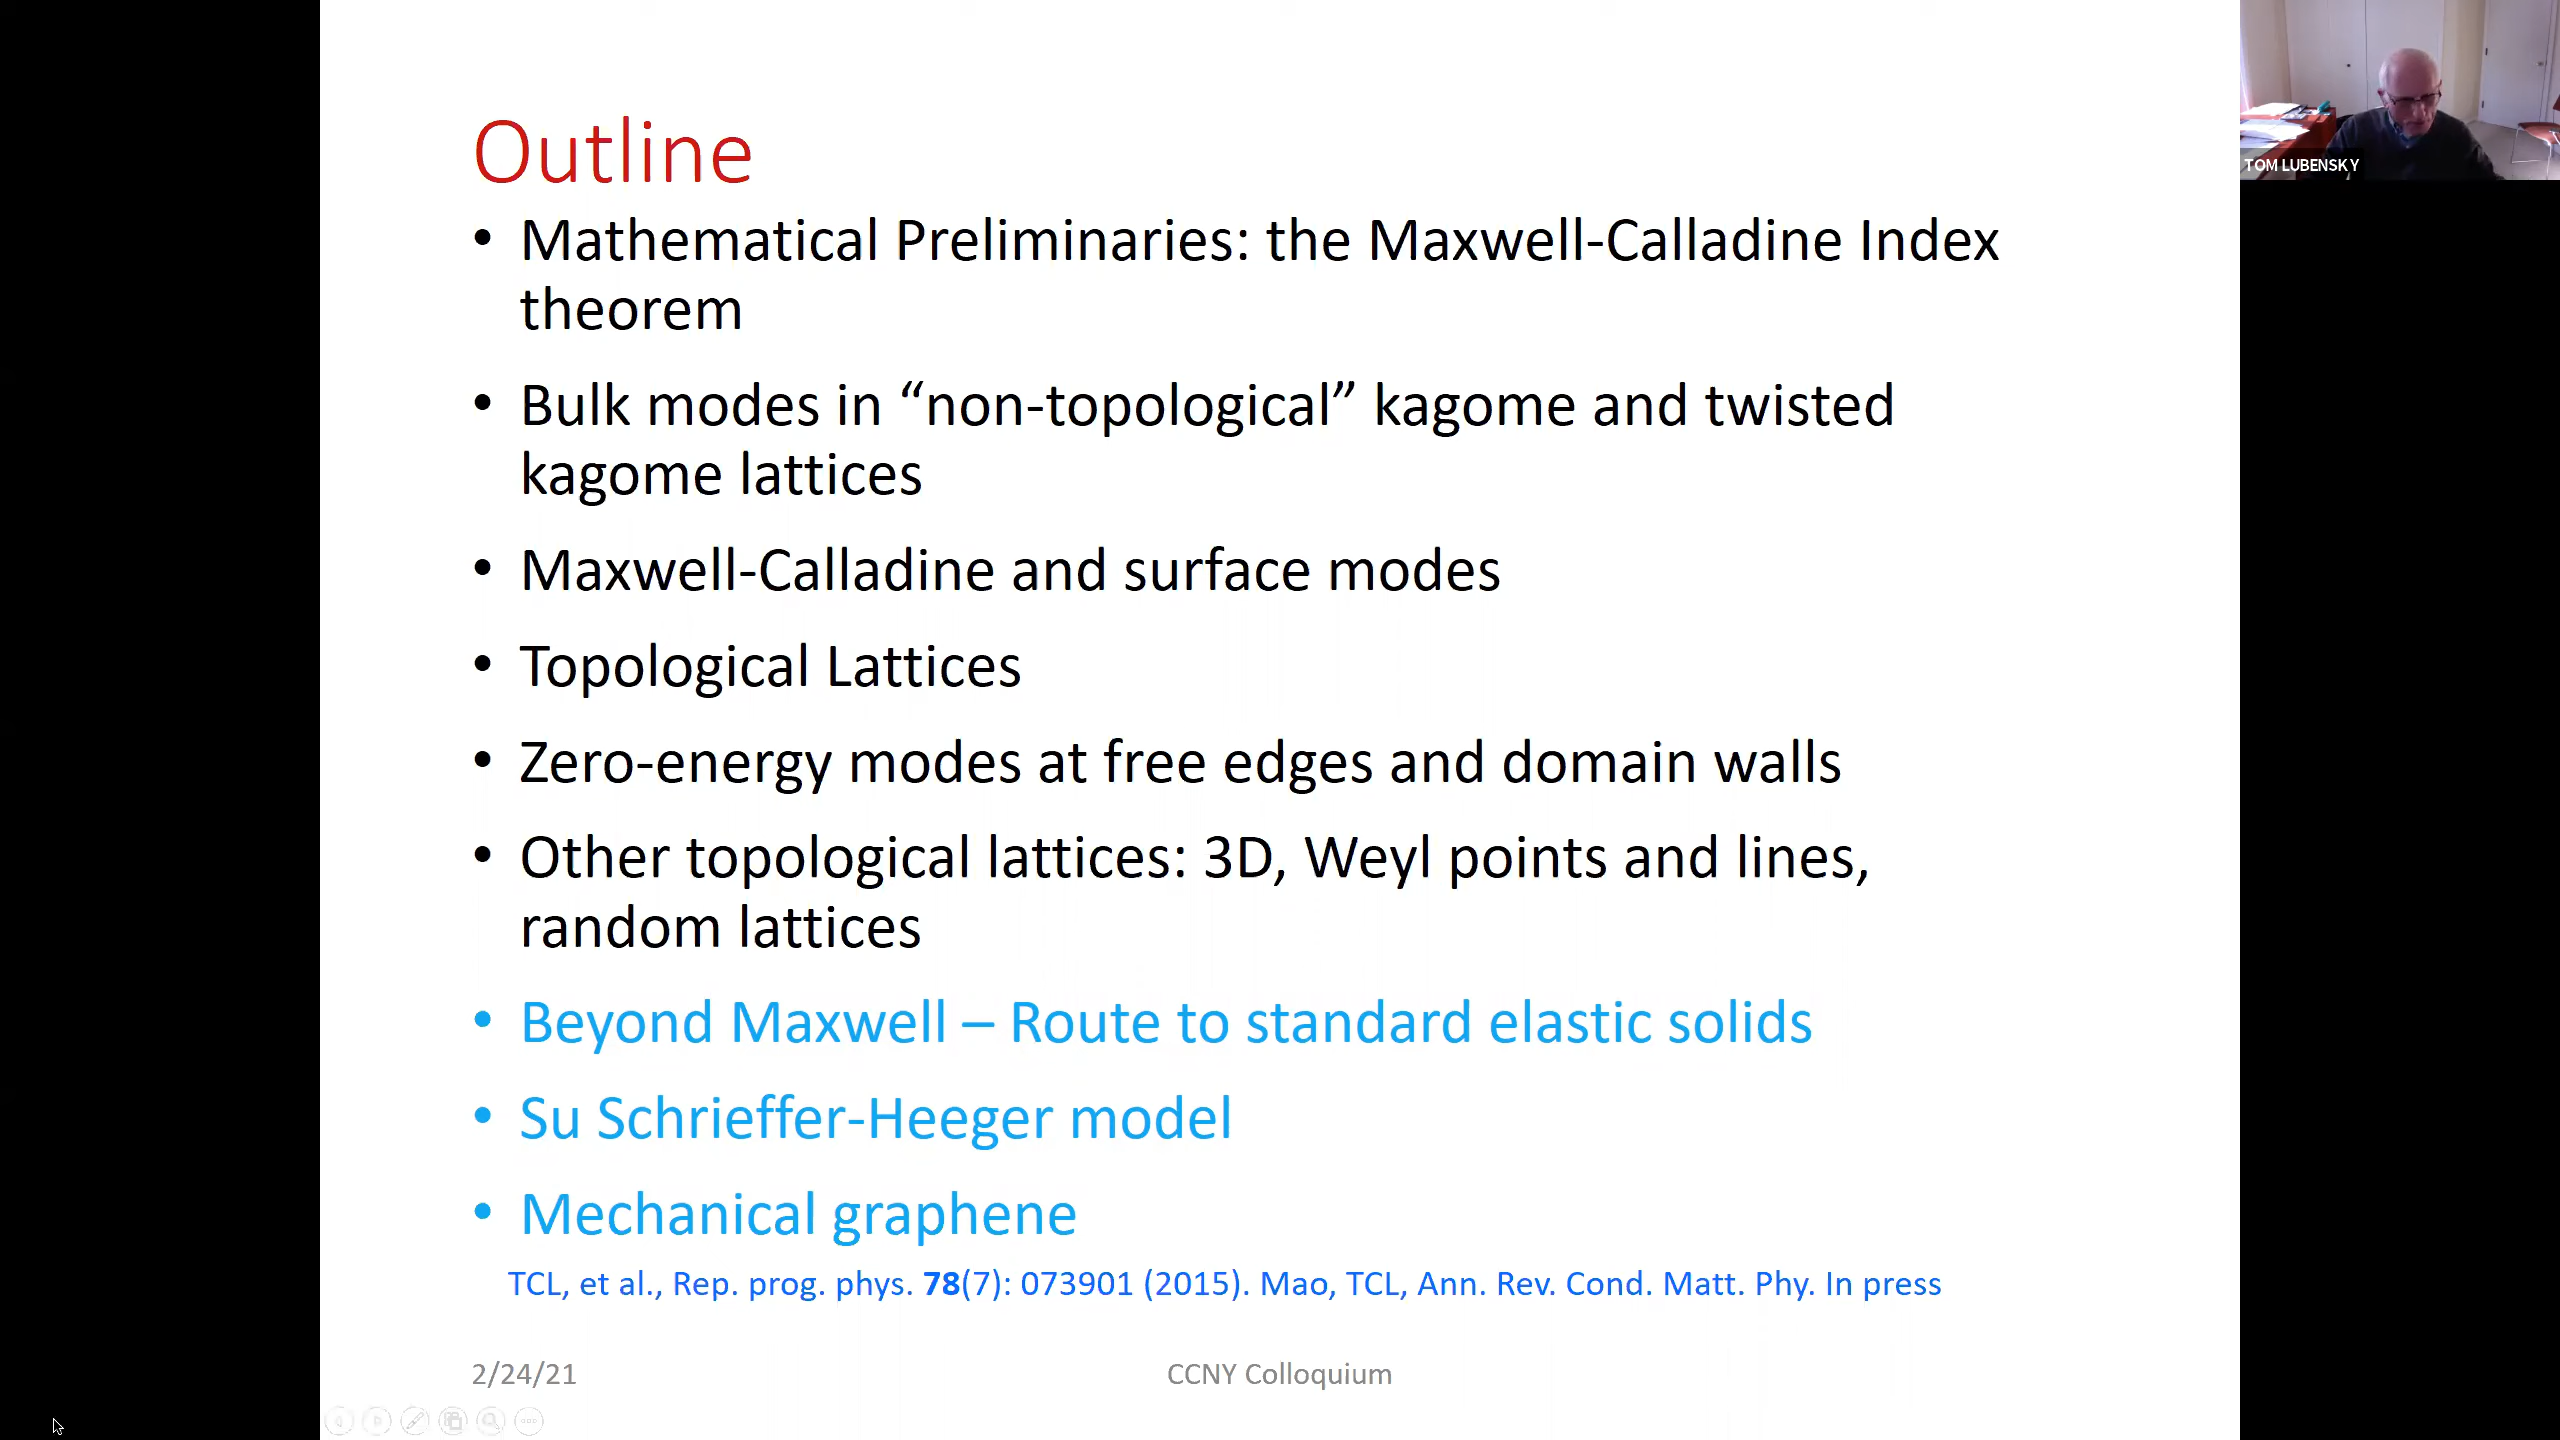 Outline
• Mathematical Preliminaries: the Maxwell-Calladine Index
theorem
• Bulk modes in “non-topological” kagome and twisted
kagome lattices
• Maxwell-Calladine and surface modes
• Topological Lattices
• Zero-energy modes at free edges and domain walls
• Other topological lattices: 3D, Weyl points and lines,
random lattices
• Beyond Maxwell – Route to standard elastic solids
• Su Schrieffer-Heeger model
• Mechanical graphene
TCL, et al., Rep. prog. phys. 78(7): 073901 (2015). Mao, TCL, Ann. Rev. Cond. Matt. Phy. In press
2/24/21
CCNY Colloquium
TOM LUBENSKY